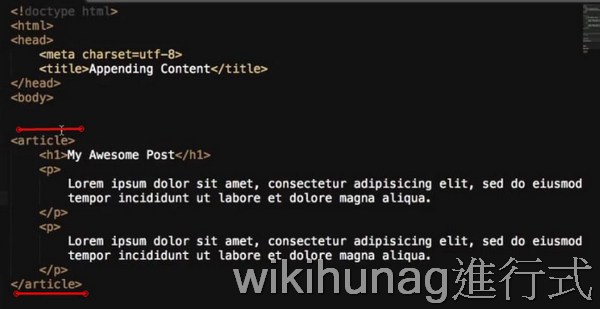 <!doctype html>
<html>
<head>
    <meta charset=utf-8>
    <title>Appending Content</title>
</head>
<body>
<article>
    <h1>My Awesome Post</h1>
    <p>
        Lorem ipsum dolor sit amet, consectetur adipisicing elit, sed do eiusmod
        tempor incididunt ut labore et dolore magna aliqua.
    </p>
    <p>
        Lorem ipsum dolor sit amet, consectetur adipisicing elit, sed do eiusmod
        tempor incididunt ut labore et dolore magna aliqua.
    </p>
</article>
wikihunag進行式